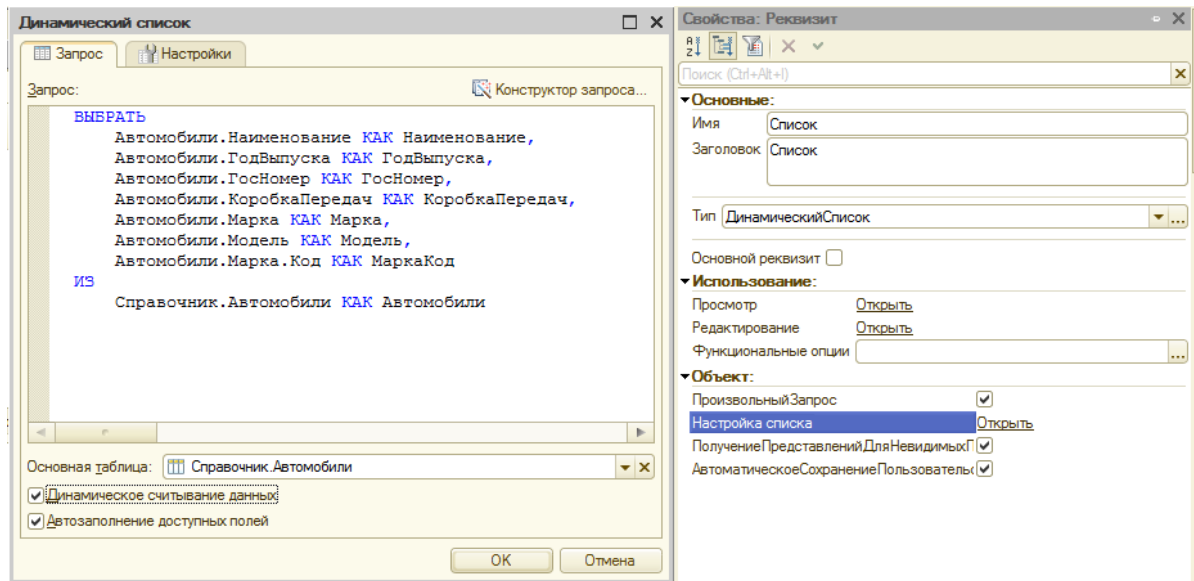 Динамический список
Запрос
Настройки
Запрос:
Конструктор запроса...
ВЫБРАТЬ
Автомобили.Наименование КАК Наименование,
Автомобили.ГодВыпуска КАК ГодВыпуска,
Автомобили.ГосНомер КАК ГосНомер,
Автомобили.КоробкаПередач КАК КоробкаПередач,
Автомобили.Марка КАК Марка,
Автомобили.Модель КАК Модель,
Автомобили.Марка.Код КАК МаркаКод
ИЗ
Справочник.Автомобили КАК Автомобили
Основная таблица: Справочник.Автомобили
Динамическое считывание данных
Автозаполнение доступных полей
ОК Отмена
Свойства: Реквизит
Поиск (Ctrl+Alt+I)
Основные:
Имя Список
Заголовок Список
Тип ДинамическийСписок
Основной реквизит
Использование:
Просмотр Открыть
Редактирование Открыть
Функциональные опции
Объект:
ПроизвольныйЗапрос
Настройка списка Открыть
ПолучениеПредставленийДляНевидимыхП
АвтоматическоеСохранениеПользователь